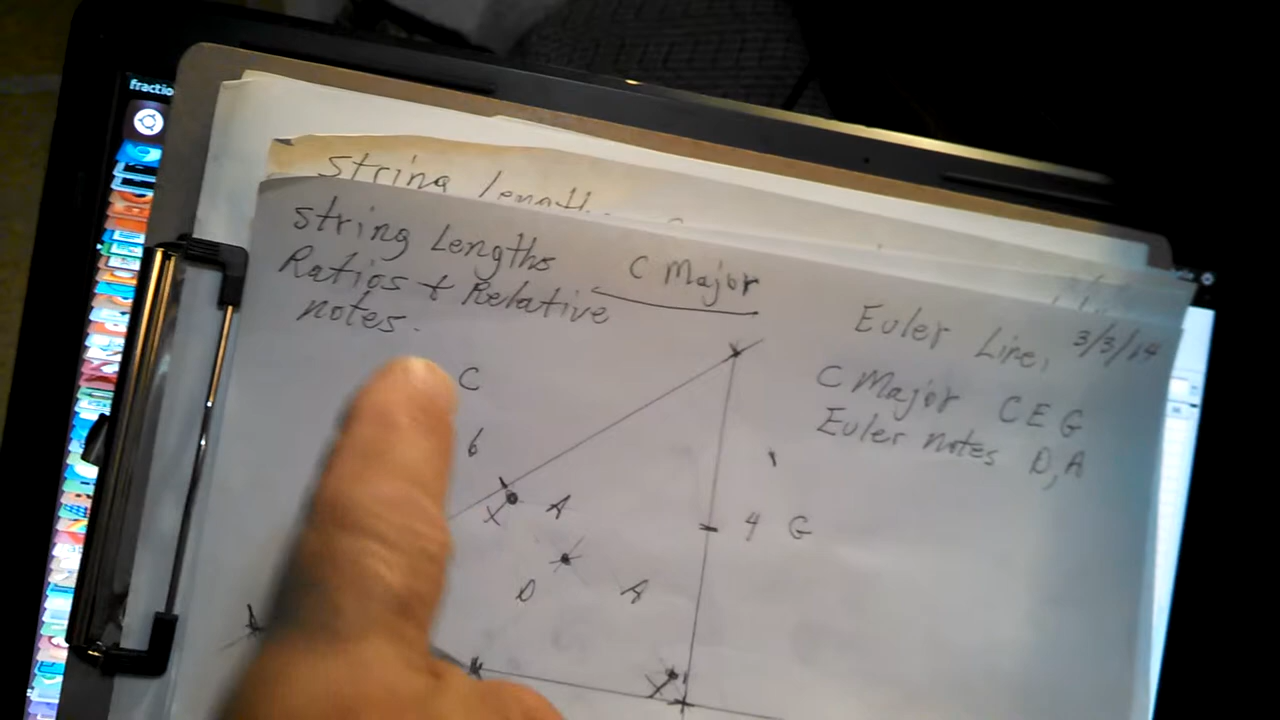 fractio
string length
string Lengths
Ratios + Relative
notes.
C Major
Euler Line, 3/3/14
C Major C E G
Euler notes D, A
C
6
X A
4 G
D A